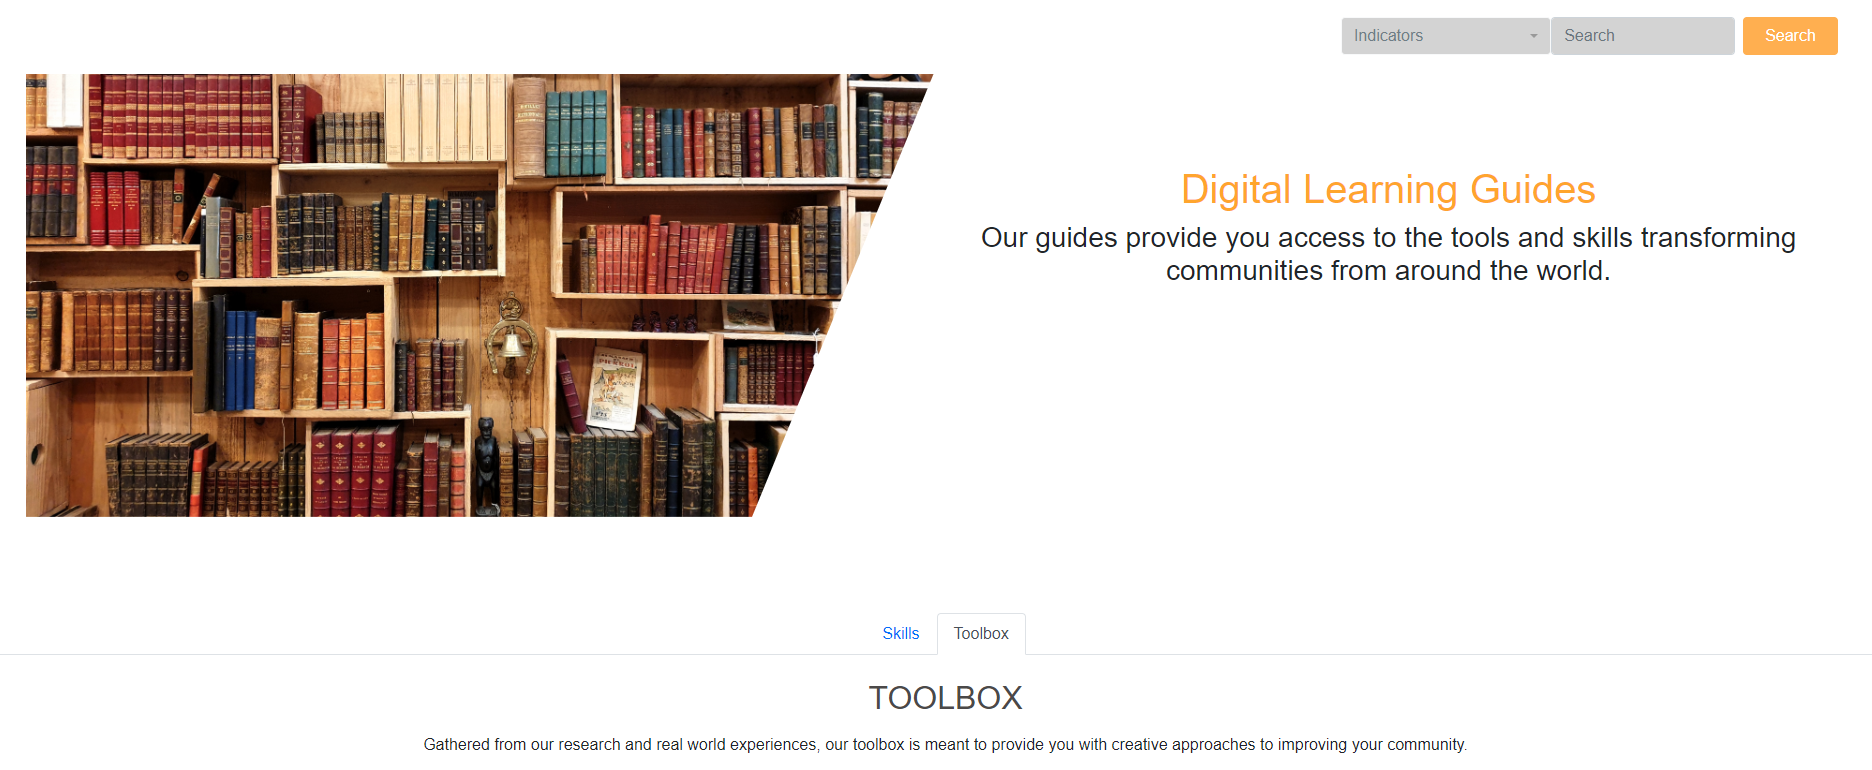 Indicators
Search
Search
Digital Learning Guides
Our guides provide you access to the tools and skills transforming
communities from around the world.
Skills
Toolbox
TOOLBOX
Gathered from our research and real world experiences, our toolbox is meant to provide you with creative approaches to improving your community.